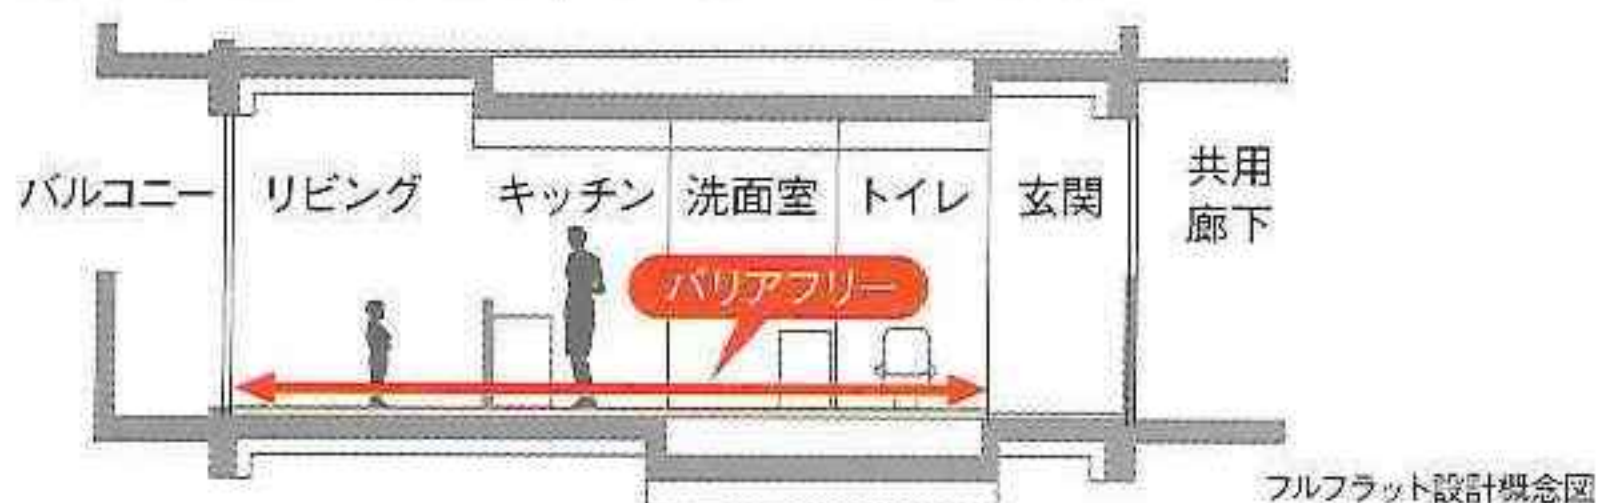 バルコニー
リビング
キッチン
洗面室
トイレ
玄関
共用
廊下
バリアフリー
フルフラット設計概念図